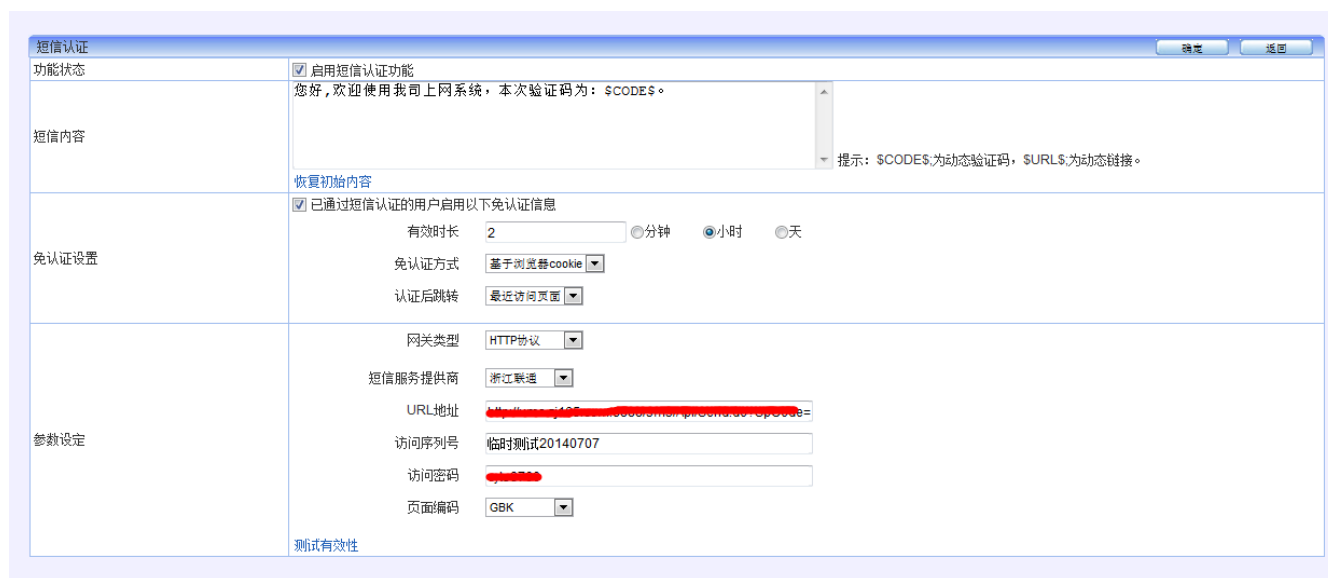 短信认证
确定
返回
功能状态
启用短信认证功能
短信内容
您好,欢迎使用我司上网系统，本次验证码为: $CODE$。
提示：$CODE$;为动态验证码，$URL$;为动态链接。
恢复初始内容
免认证设置
已通过短信认证的用户启用以下免认证信息
有效时长 2 分钟 小时 天
免认证方式 基于浏览器cookie
认证后跳转 最近访问页面
参数设定
网关类型 HTTP协议
短信服务提供商 浙江联通
URL地址
访问序列号 临时测试20140707
访问密码
页面编码 GBK
测试有效性